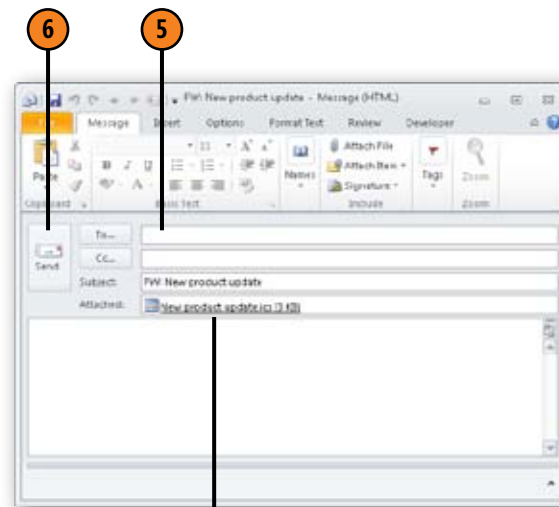 6 5
FW: New product update - Message (HTML)
File Message Insert Options Format Text Review Developer
Paste
B I U
A
11
A A
Names
Attach File
Attach Item
Signature
Tags
Zoom
Clipboard Basic Text Include Zoom
Send
To...
Cc...
Subject: FW: New product update
Attached: New product update.ics (3 KB)